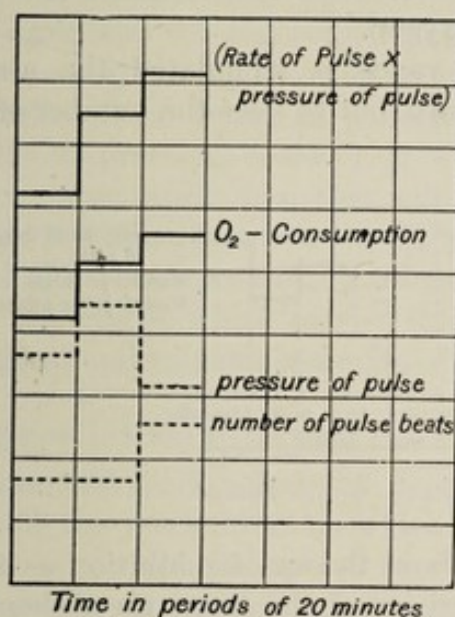 (Rate of Pulse ×
pressure of pulse)
O₂ – Consumption
pressure of pulse
number of pulse beats
Time in periods of 20 minutes